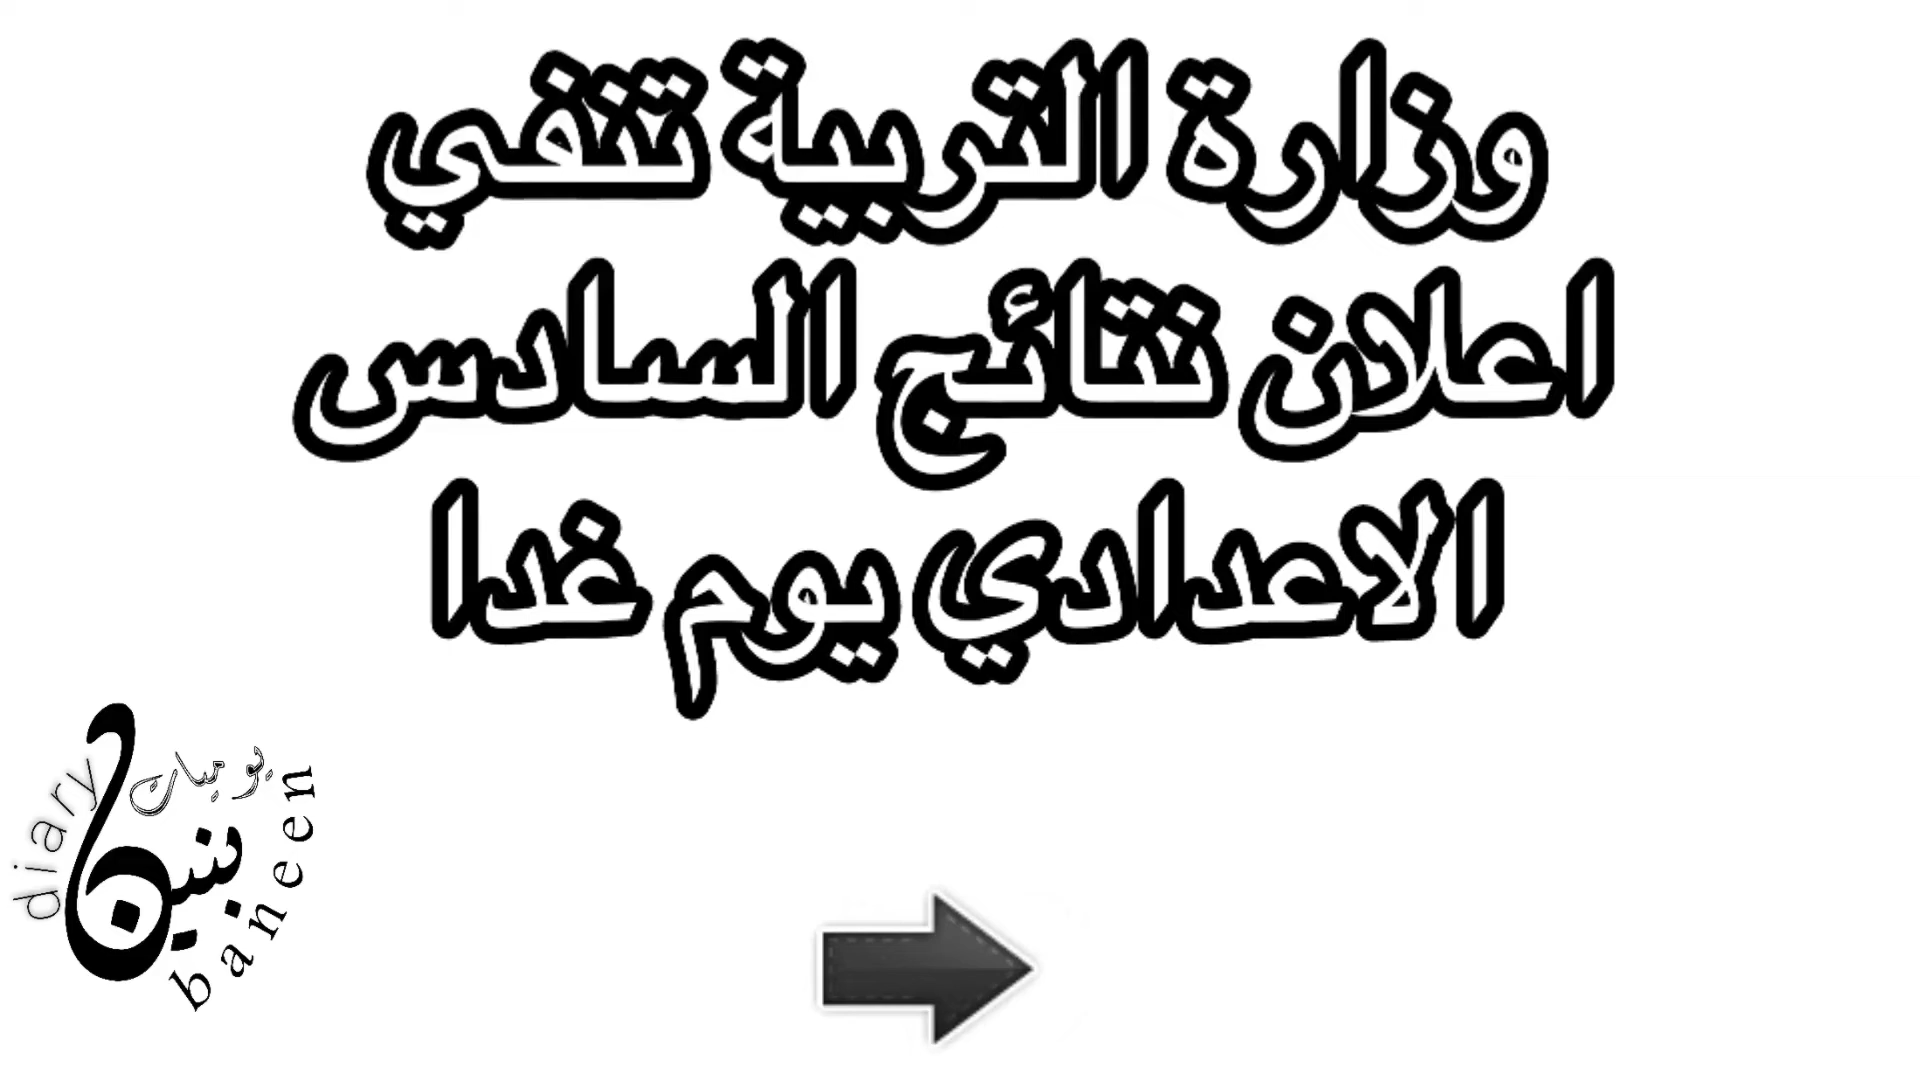 وزارة التربية تنفي
اعلان نتائج السادس
الاعدادي يوم غدا
diary
يوميات
بنين
baneen